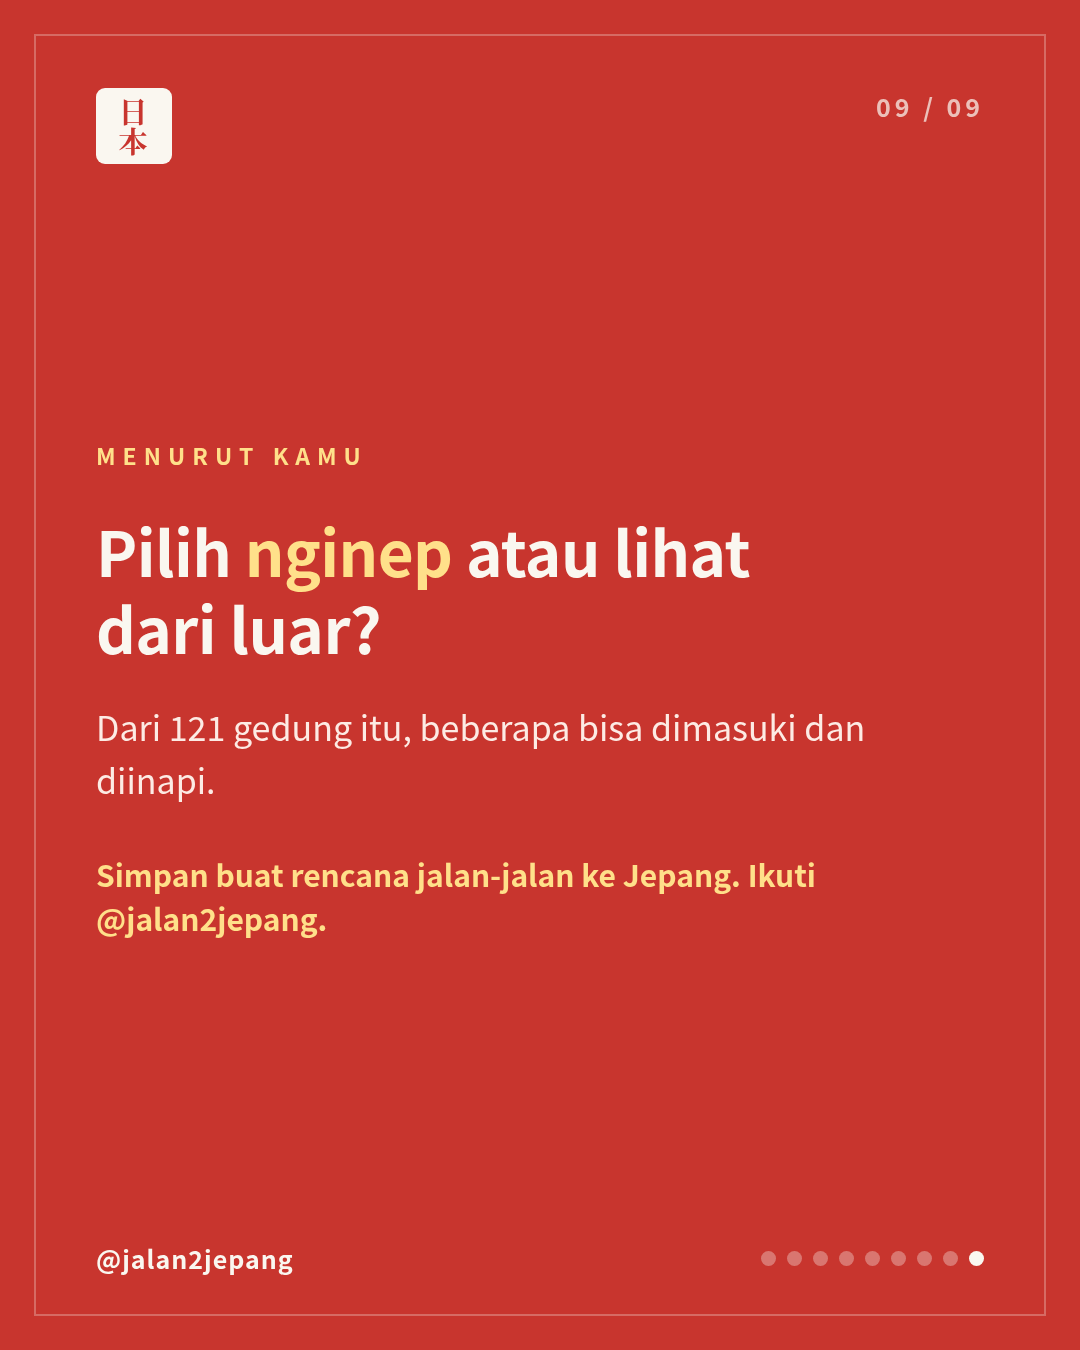 日本
09 / 09
MENURUT KAMU
Pilih nginep atau lihat
dari luar?
Dari 121 gedung itu, beberapa bisa dimasuki dan
diinapi.
Simpan buat rencana jalan-jalan ke Jepang. Ikuti
@jalan2jepang.
@jalan2jepang